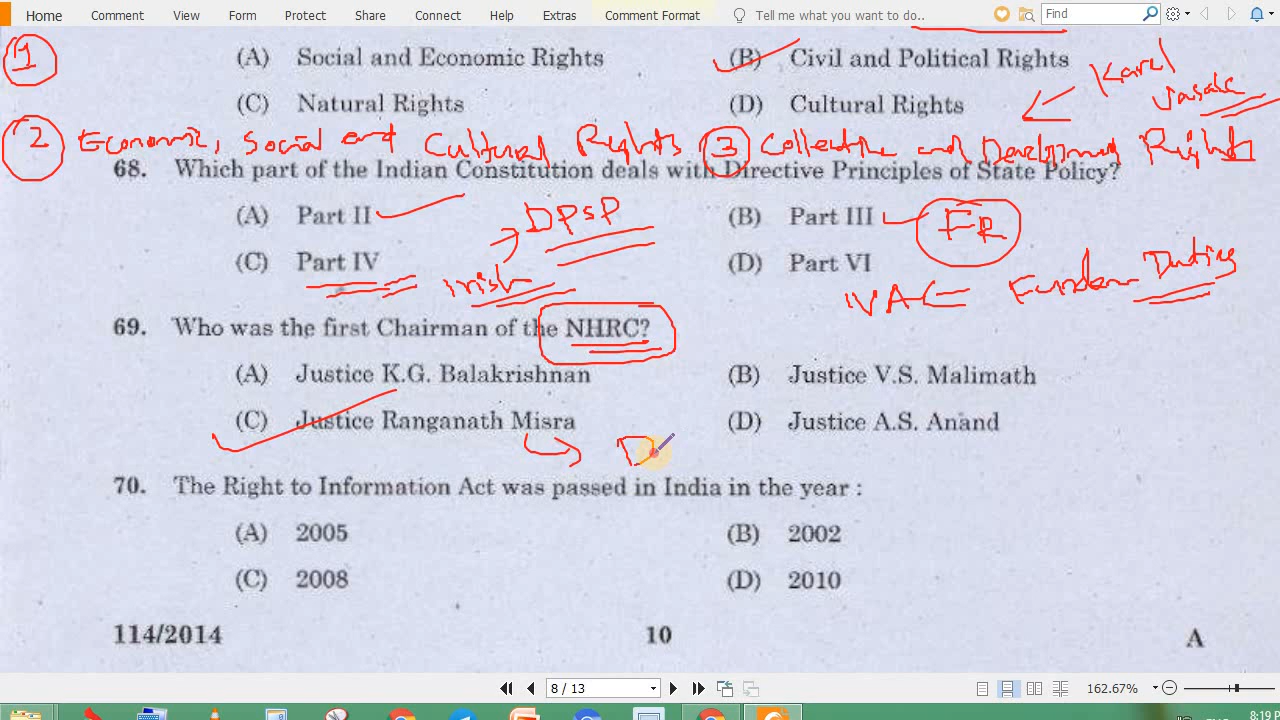 Home Comment View Form Protect Share Connect Help Extras Comment Format Tell me what you want to do.. Find
1
(A) Social and Economic Rights (B) Civil and Political Rights
Karel Vasak
(C) Natural Rights (D) Cultural Rights
2 Economic, Social and Cultural Rights 3 Collective and Development Rights
68. Which part of the Indian Constitution deals with Directive Principles of State Policy?
(A) Part II DPSP (B) Part III FR
(C) Part IV Irish (D) Part VI IVA Fundam Duties
69. Who was the first Chairman of the NHRC?
(A) Justice K.G. Balakrishnan (B) Justice V.S. Malimath
(C) Justice Ranganath Misra (D) Justice A.S. Anand
70. The Right to Information Act was passed in India in the year :
(A) 2005 (B) 2002
(C) 2008 (D) 2010
114/2014 10 A
8 / 13 162.67%
8:19 P